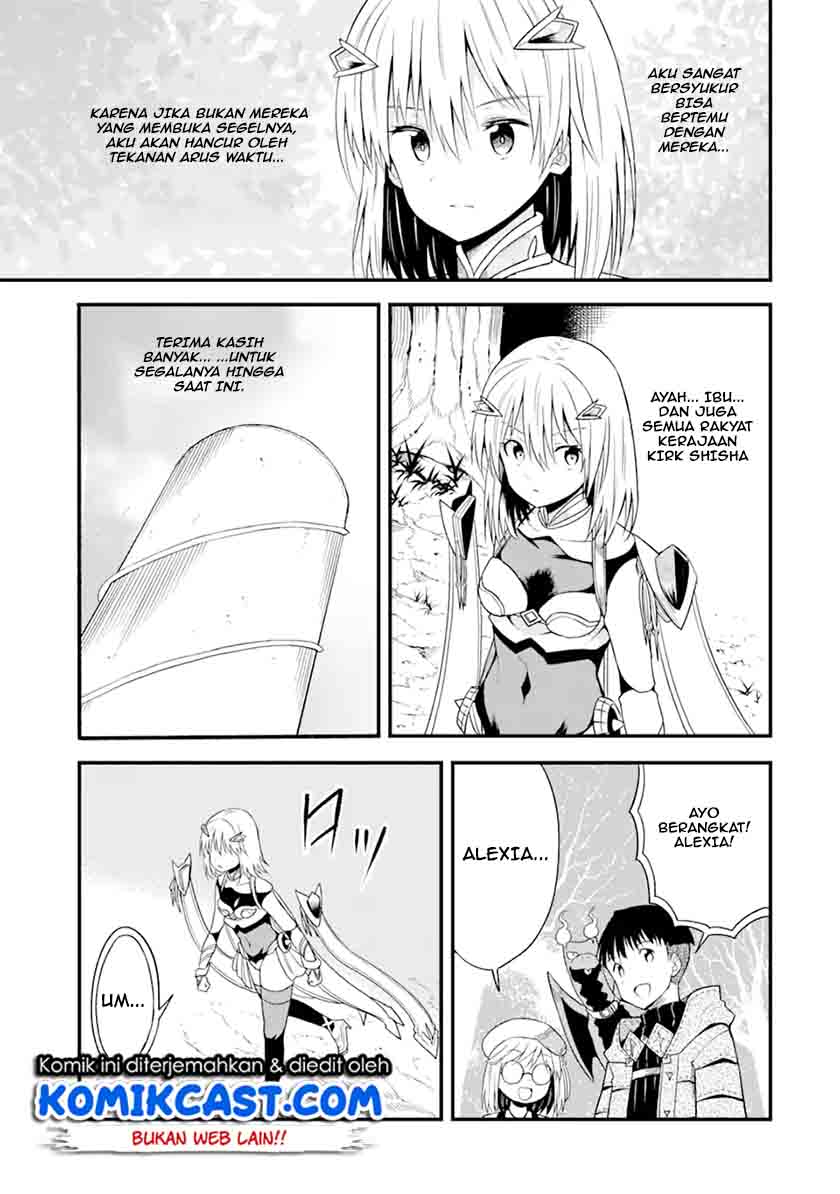 AKU SANGAT
BERSYUKUR
BISA
BERTEMU
DENGAN
MEREKA...
KARENA JIKA BUKAN MEREKA
YANG MEMBUKA SEGELNYA,
AKU AKAN HANCUR OLEH
TEKANAN ARUS WAKTU...
AYAH... IBU...
DAN JUGA
SEMUA RAKYAT
KERAJAAN
KIRK SHISHA
TERIMA KASIH
BANYAK... ...UNTUK
SEGALANYA HINGGA
SAAT INI.
AYO
BERANGKAT!
ALEXIA!
ALEXIA...
ダッ
UM...
Komik ini diterjemahkan & diedit oleh
KOMIKCAST.COM
BUKAN WEB LAIN!!